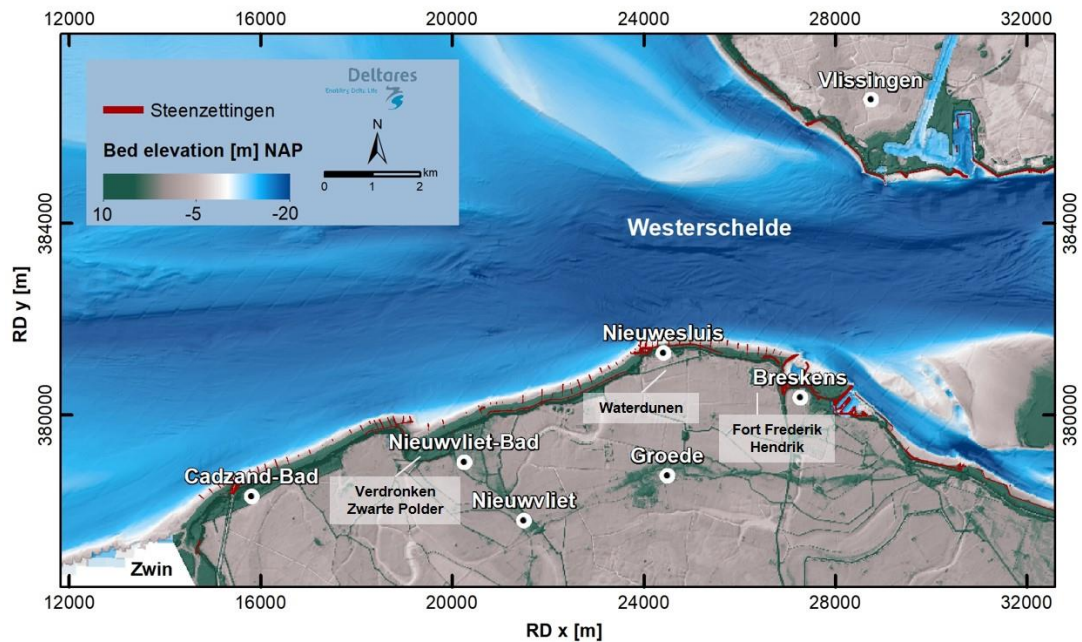 12000 16000 20000 24000 28000 32000
Deltares
Enabling Delta Life
Steenzettingen
Bed elevation [m] NAP
10 -5 -20
N
0 1 2 km
Vlissingen
384000 384000
Westerschelde
RD y [m]
Nieuwesluis
Breskens
Waterdunen
380000 380000
Fort Frederik
Hendrik
Nieuwvliet-Bad
Groede
Cadzand-Bad
Verdronken
Zwarte Polder
Nieuwvliet
Zwin
12000 16000 20000 24000 28000 32000
RD x [m]